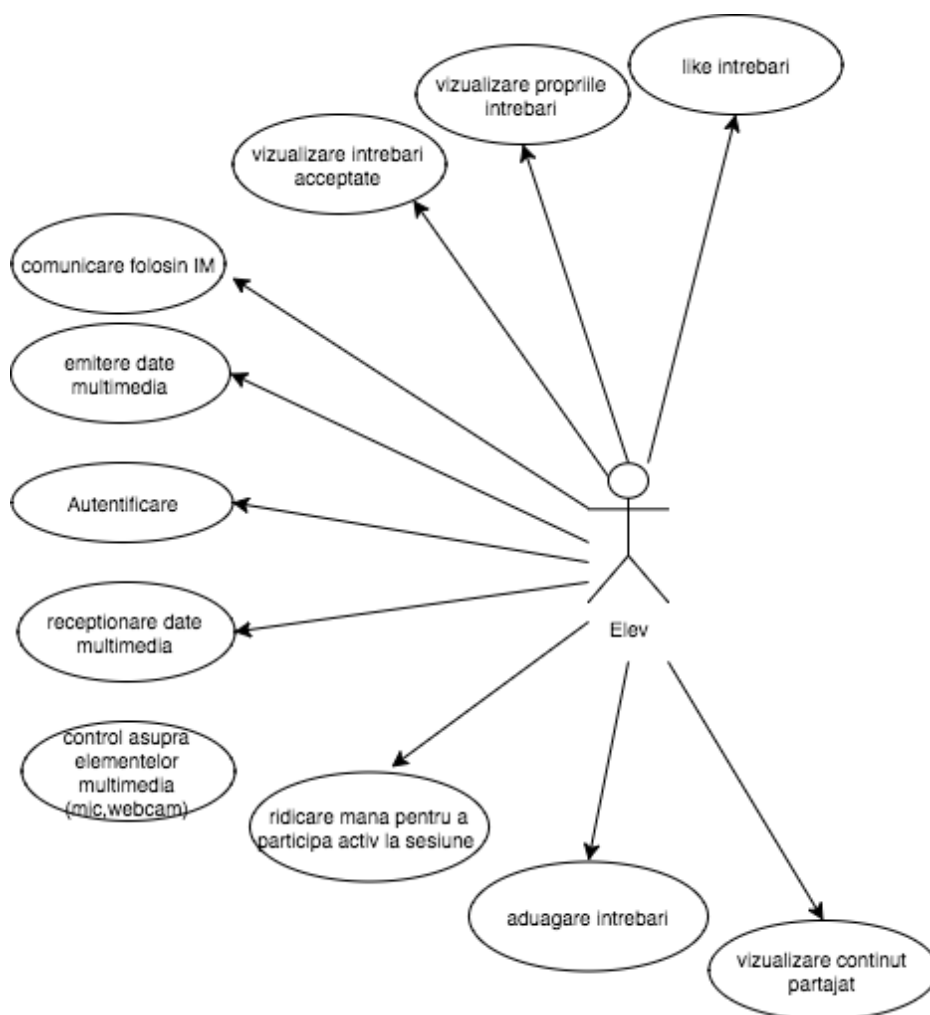 like intrebari
vizualizare propriile
intrebari
vizualizare intrebari
acceptate
comunicare folosin IM
emitere date
multimedia
Autentificare
receptionare date
multimedia
Elev
control asupra
elementelor
multimedia
(mic,webcam)
ridicare mana pentru a
participa activ la sesiune
aduagare intrebari
vizualizare continut
partajat